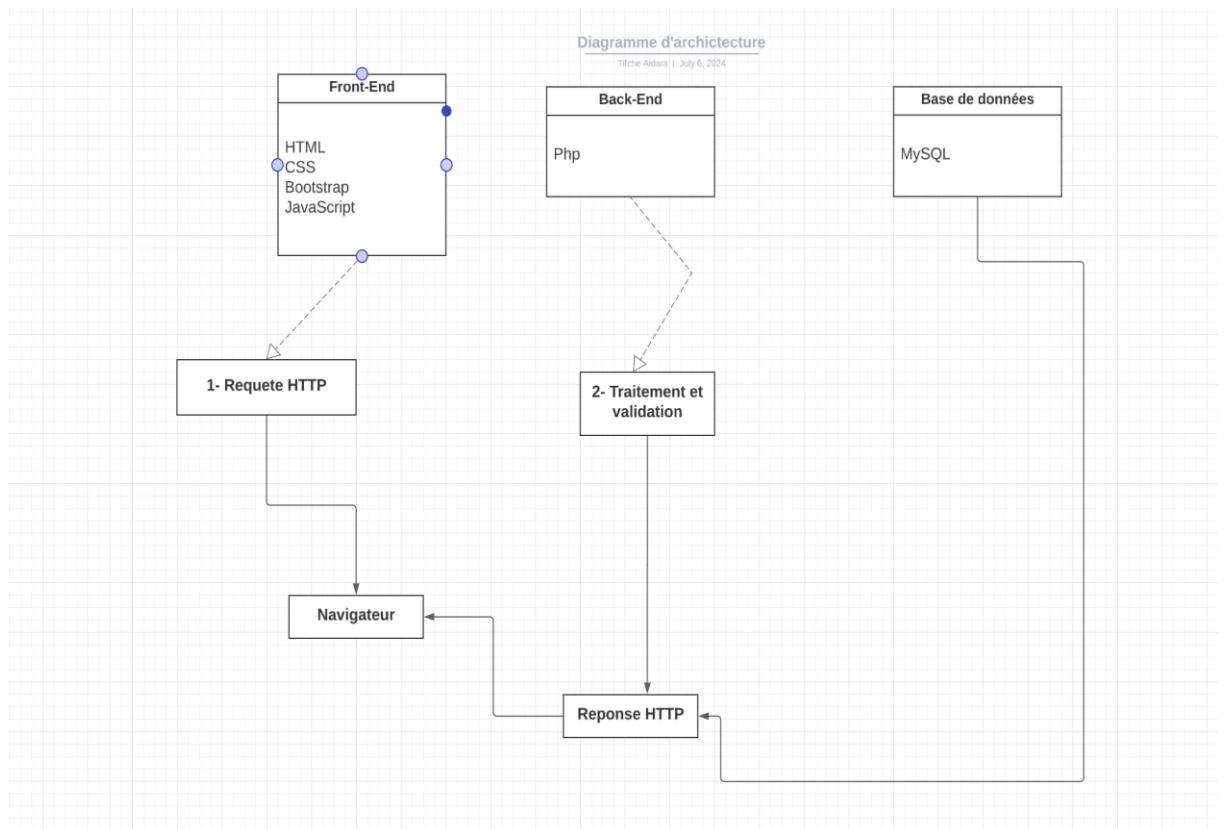 Diagramme d'archictecture
Tifche Aidara | July 6, 2024
Front-End
HTML
CSS
Bootstrap
JavaScript
Back-End
Php
Base de données
MySQL
1- Requete HTTP
2- Traitement et
validation
Navigateur
Reponse HTTP